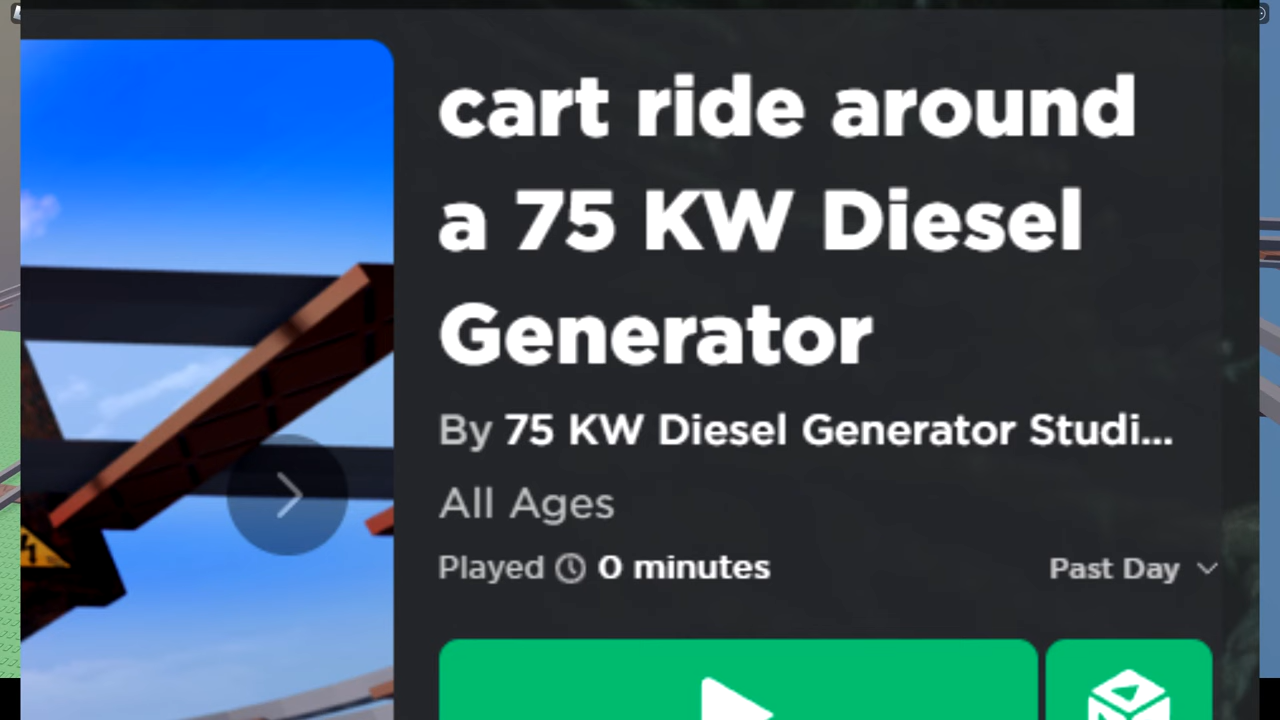 cart ride around
a 75 KW Diesel
Generator
By 75 KW Diesel Generator Studi...
All Ages
Played 0 minutes
Past Day